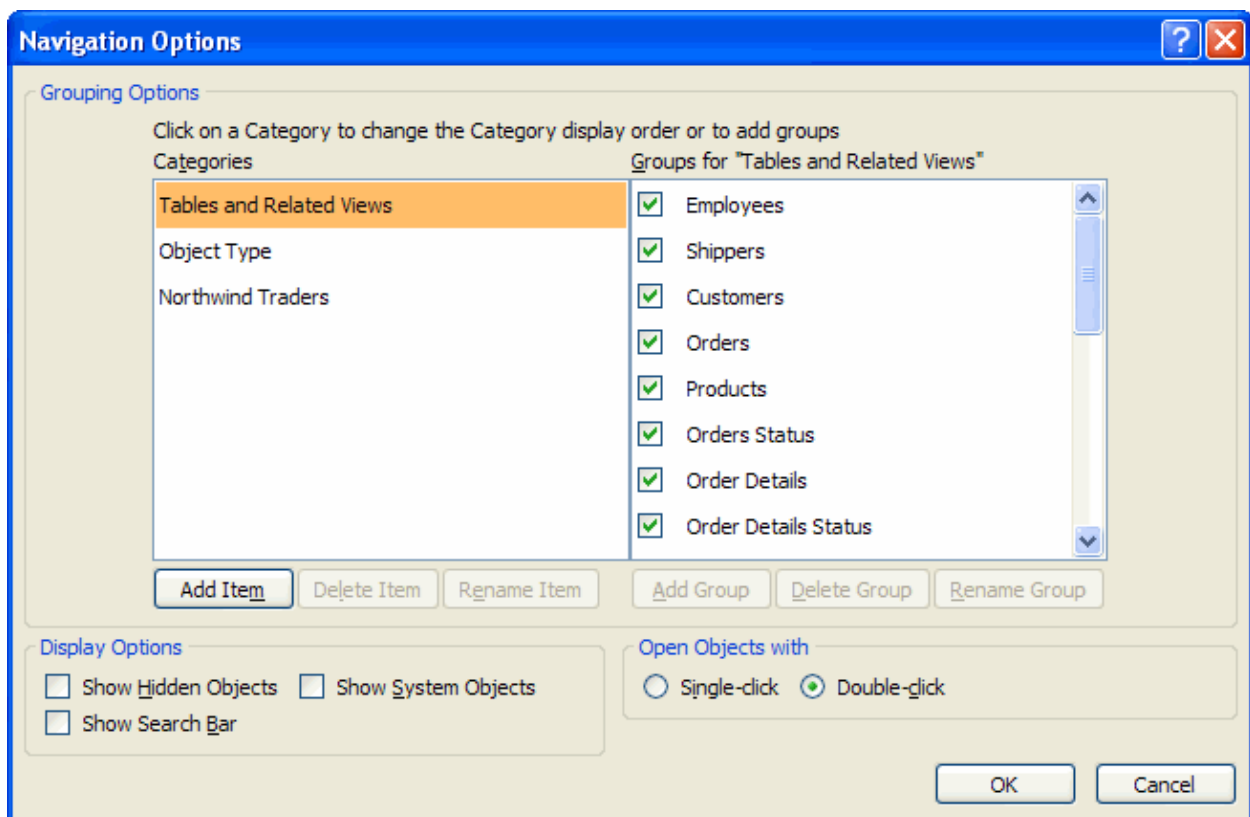 Navigation Options
Grouping Options
Click on a Category to change the Category display order or to add groups
Categories
Groups for "Tables and Related Views"
Tables and Related Views
Object Type
Northwind Traders
Employees
Shippers
Customers
Orders
Products
Orders Status
Order Details
Order Details Status
Add Item
Delete Item
Rename Item
Add Group
Delete Group
Rename Group
Display Options
Show Hidden Objects
Show System Objects
Show Search Bar
Open Objects with
Single-click
Double-click
OK
Cancel